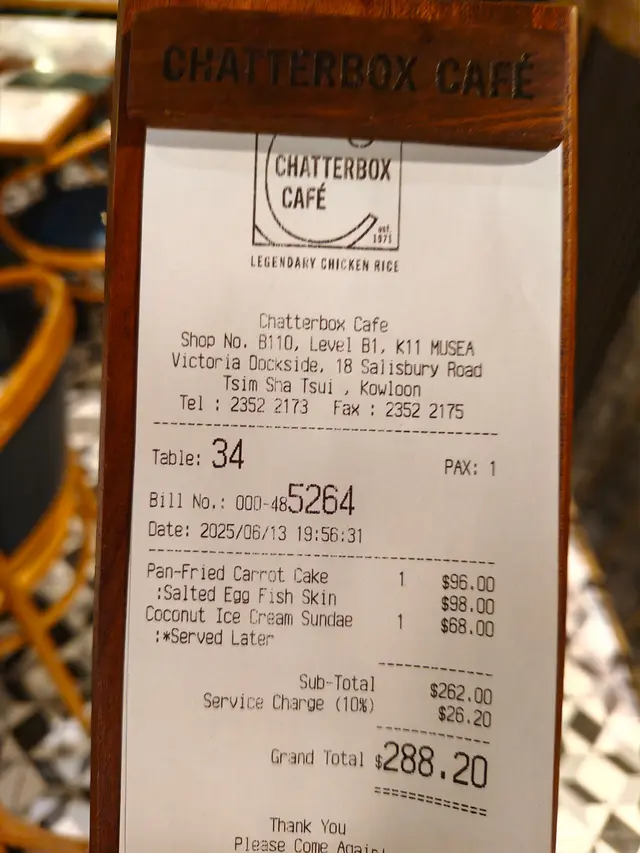 CHATTERBOX CAFÉ
CHATTERBOX
CAFÉ
est.
1971
LEGENDARY CHICKEN RICE
Chatterbox Cafe
Shop No. B110, Level B1, K11 MUSEA
Victoria Dockside, 18 Salisbury Road
Tsim Sha Tsui , Kowloon
Tel : 2352 2173 Fax : 2352 2175
Table: 34 PAX: 1
Bill No.: 000-485264
Date: 2025/06/13 19:56:31
Pan-Fried Carrot Cake 1 $96.00
:Salted Egg Fish Skin $98.00
Coconut Ice Cream Sundae 1 $68.00
:*Served Later
Sub-Total $262.00
Service Charge (10%) $26.20
Grand Total $288.20
Thank You
Please Come Again!